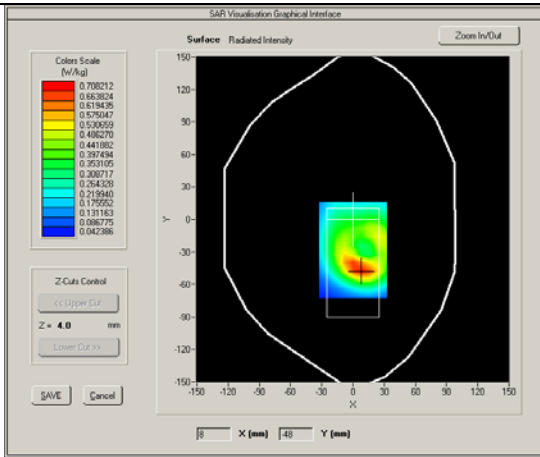 SAR Visualisation Graphical Interface
Surface Radiated Intensity
Zoom In/Out
Colors Scale
(W/kg)
0.708212
0.663824
0.619435
0.575047
0.530659
0.486270
0.441882
0.397494
0.353105
0.308717
0.264328
0.219940
0.175552
0.131163
0.086775
0.042386
Z-Cuts Control
<< Upper Cut
Z = 4.0 mm
Lower Cut >>
SAVE Cancel
150-
120-
90-
60-
30-
0-
-30-
-60-
-90-
-120-
-150-
Y
-150 -120 -90 -60 -30 0 30 60 90 120 150
X
8 X (mm) -48 Y (mm)